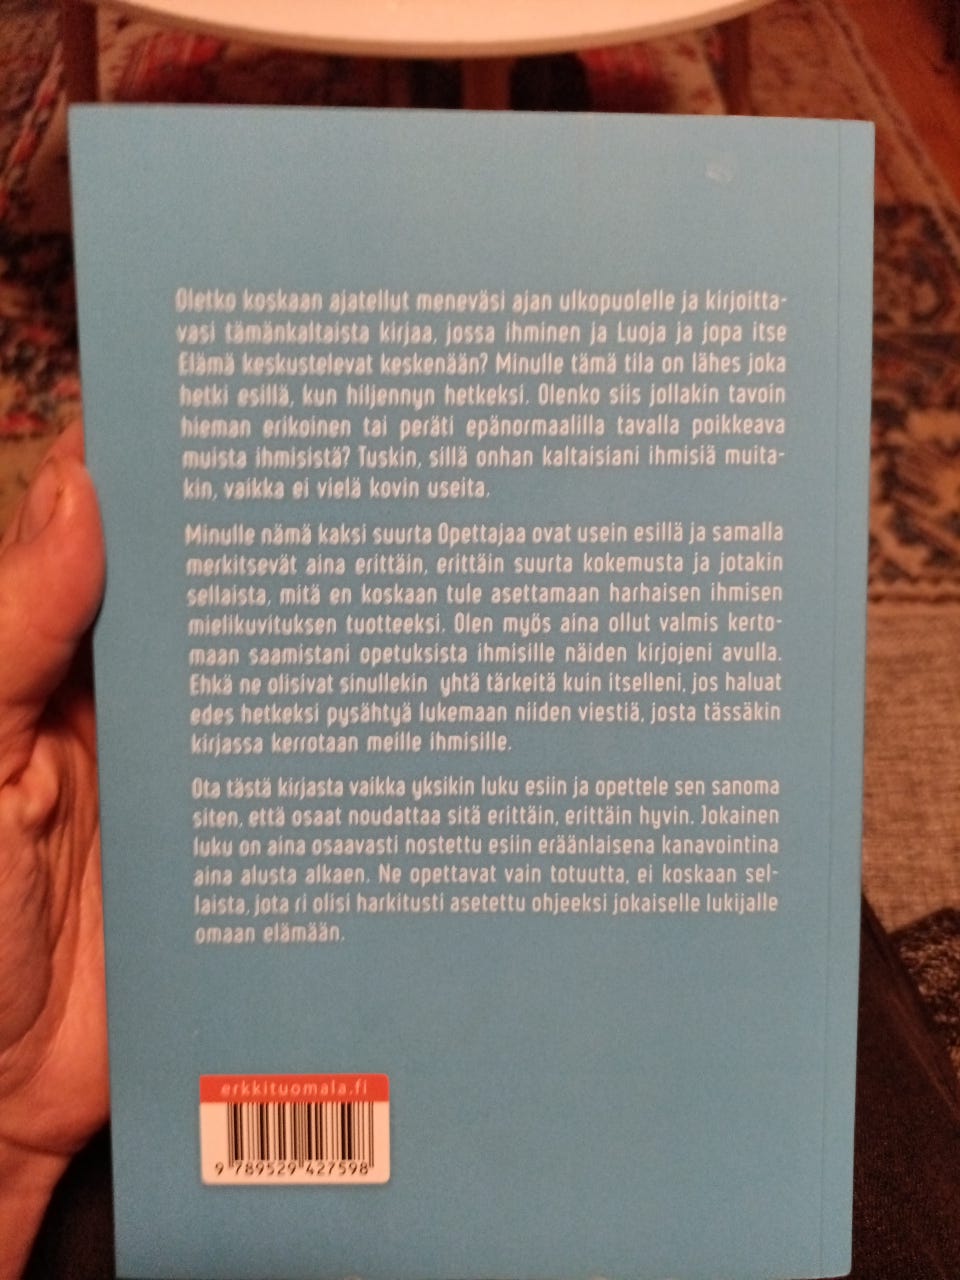 Oletko koskaan ajatellut meneväsi ajan ulkopuolelle ja kirjoitta-
vasi tämänkaltaista kirjaa, jossa ihminen ja Luoja ja jopa itse
Elämä keskustelevat keskenään? Minulle tämä tila on lähes joka
hetki esillä, kun hiljennyn hetkeksi. Olenko siis jollakin tavoin
hieman erikoinen tai peräti epänormaalilla tavalla poikkeava
muista ihmisistä? Tuskin, sillä onhan kaltaisiani ihmisiä muita-
kin, vaikka ei vielä kovin useita.
Minulle nämä kaksi suurta Opettajaa ovat usein esillä ja samalla
merkitsevät aina erittäin, erittäin suurta kokemusta ja jotakin
sellaista, mitä en koskaan tule asettamaan harhaisen ihmisen
mielikuvituksen tuotteeksi. Olen myös aina ollut valmis kerto-
maan saamistani opetuksista ihmisille näiden kirjojeni avulla.
Ehkä ne olisivat sinullekin yhtä tärkeitä kuin itselleni, jos haluat
edes hetkeksi pysähtyä lukemaan niiden viestiä, josta tässäkin
kirjassa kerrotaan meille ihmisille.
Ota tästä kirjasta vaikka yksikin luku esiin ja opettele sen sanoma
siten, että osaat noudattaa sitä erittäin, erittäin hyvin. Jokainen
luku on aina osaavasti nostettu esiin eräänlaisena kanavointina
aina alusta alkaen. Ne opettavat vain totuutta, ei koskaan sel-
laista, jota ri olisi harkitusti asetettu ohjeeksi jokaiselle lukijalle
omaan elämään.
erkkituomala.fi
9 789529 427598